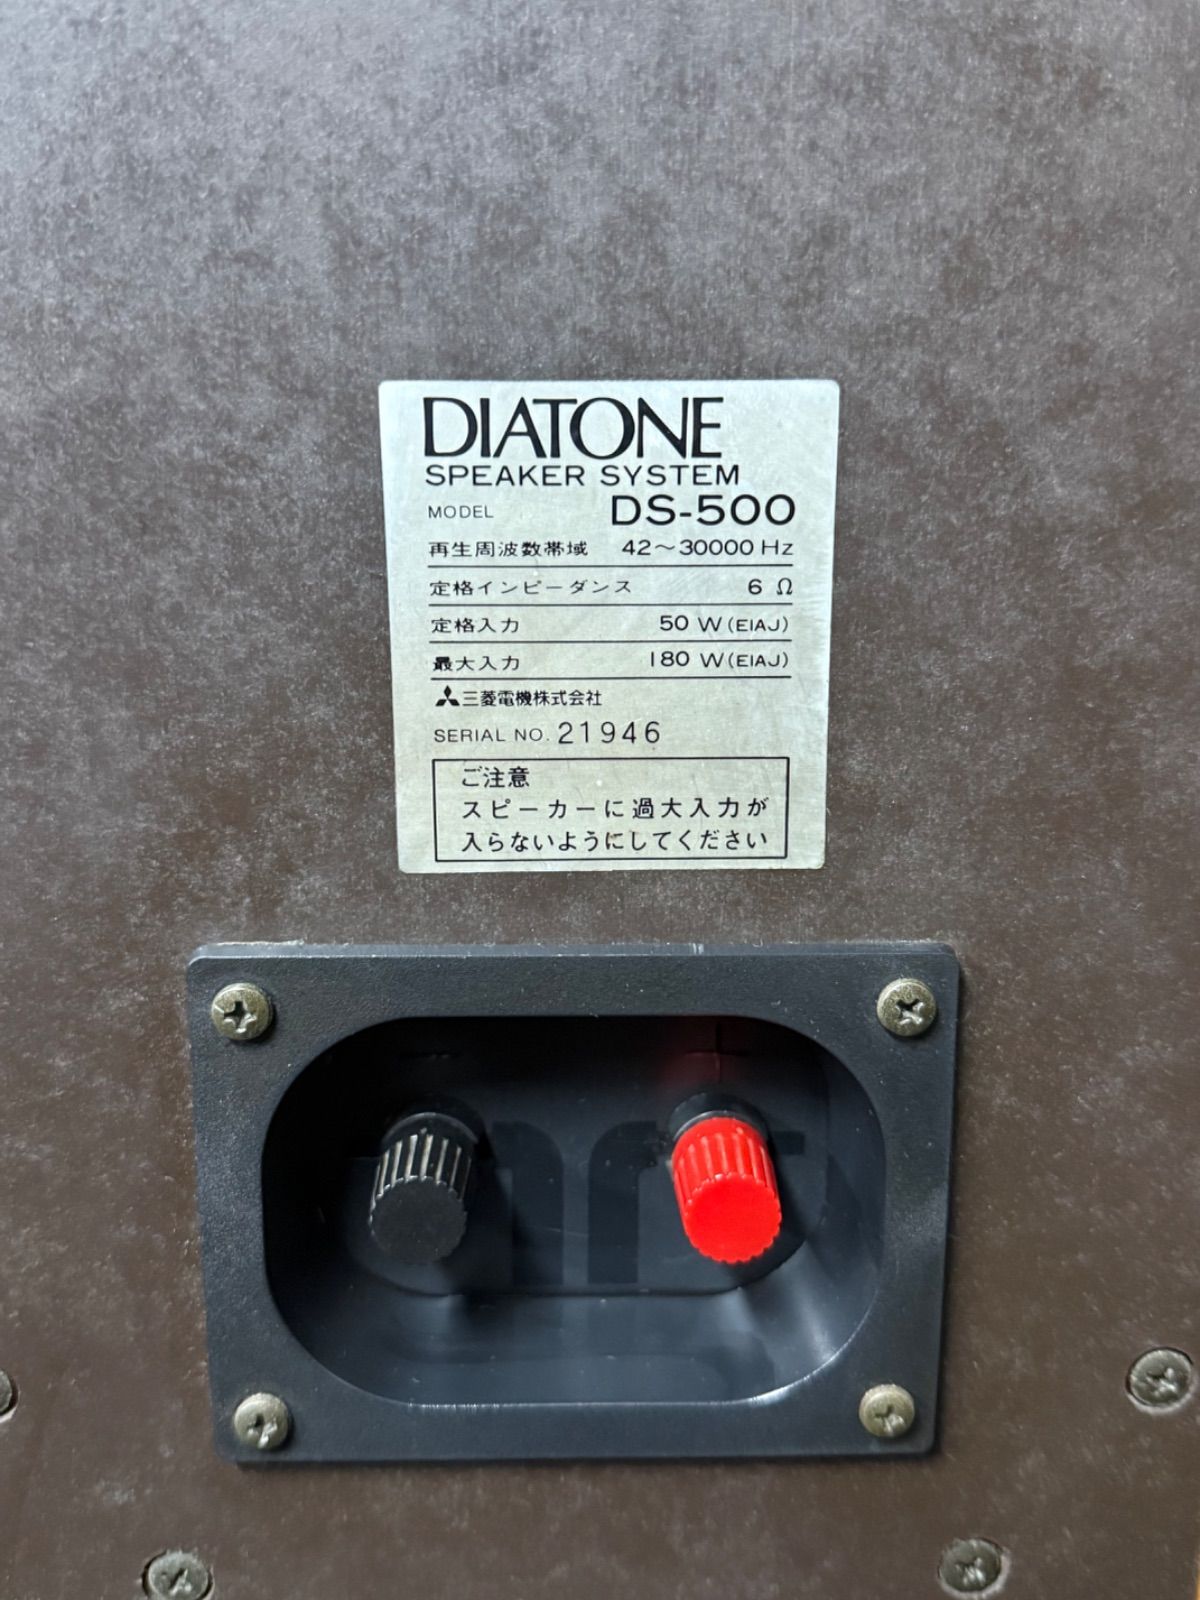 DIATONE
SPEAKER SYSTEM
MODEL DS-500
再生周波数帯域 42～30000 Hz
定格インピーダンス 6 Ω
定格入力 50 W (EIAJ)
最大入力 180 W (EIAJ)
三菱電機株式会社
SERIAL NO. 21946
ご注意
スピーカーに過大入力が
入らないようにしてください